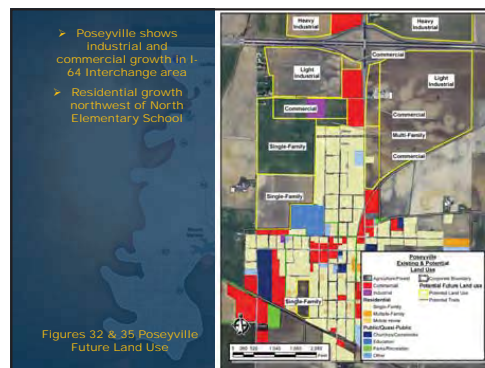 ➢ Poseyville shows
industrial and
commercial growth in I-
64 Interchange area
➢ Residential growth
northwest of North
Elementary School
Figures 32 & 35 Poseyville
Future Land Use
Heavy
Industrial
Heavy
Industrial
Commercial
Light
Industrial
Light
Industrial
Commercial
Commercial
Multi-Family
Single-Family
Commercial
Single-Family
Single-Family
Poseyville
Existing & Potential
Land Use
Agriculture/Forest
Commercial
Industrial
Residential
Single-Family
Multiple-Family
Mobile Home
Public/Quasi-Public
Churches/Cemeteries
Education
Parks/Recreation
Other
Corporate Boundary
Potential Future Land use
Potential Land Use
Potential Trails